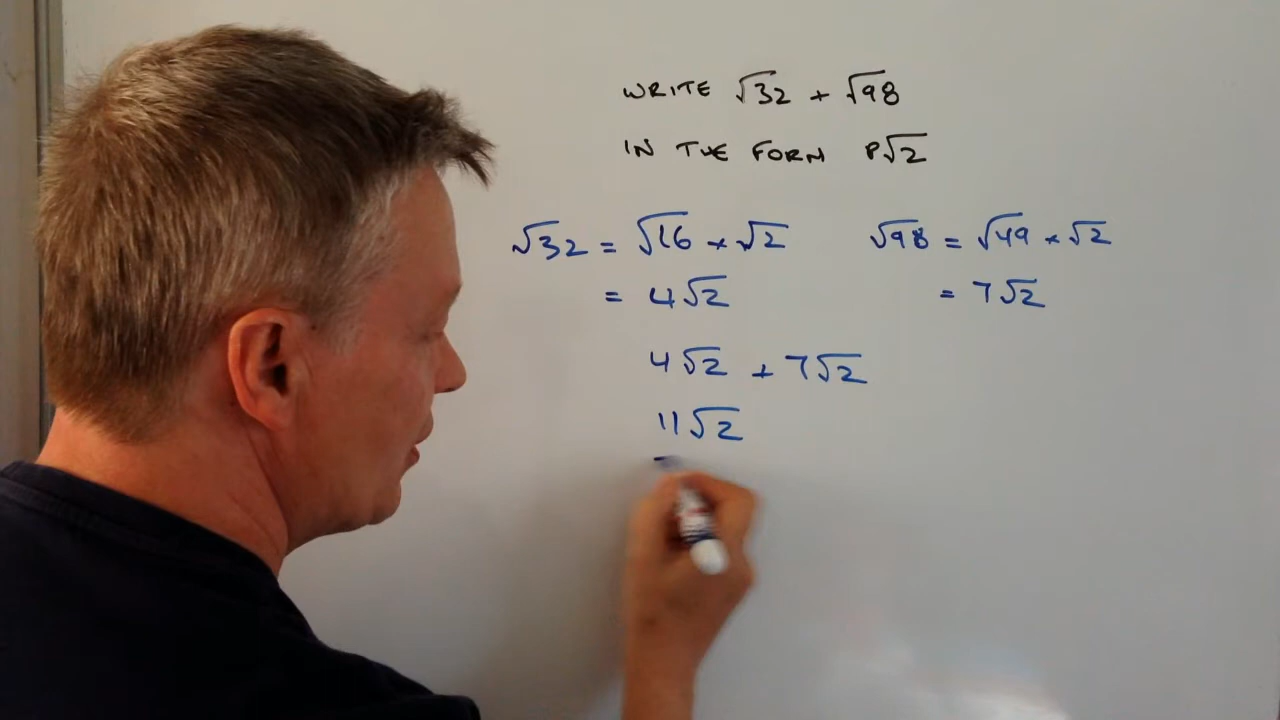 WRITE √32 + √98
IN THE FORM P√2
√32 = √16 × √2
= 4√2
√98 = √49 × √2
= 7√2
4√2 + 7√2
11√2